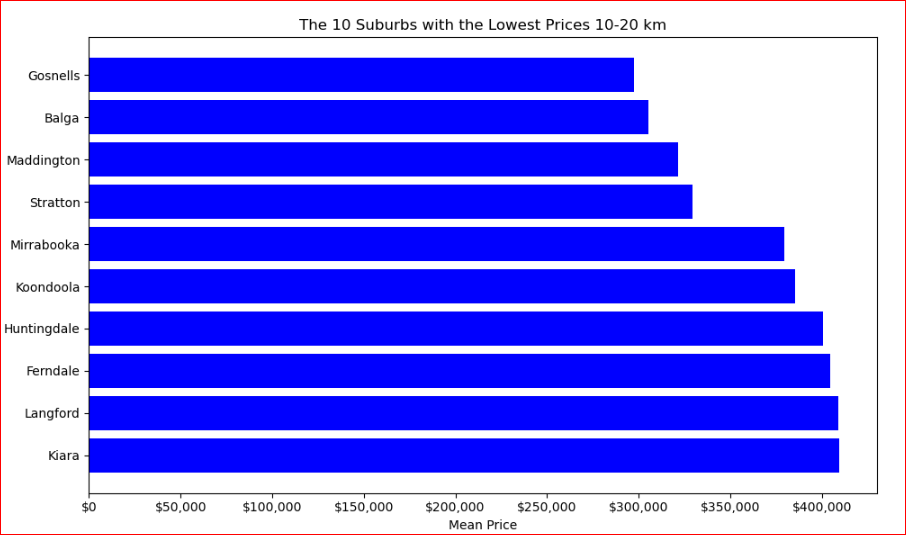 The 10 Suburbs with the Lowest Prices 10-20 km
Gosnells
Balga
Maddington
Stratton
Mirrabooka
Koondoola
Huntingdale
Ferndale
Langford
Kiara
$0 $50,000 $100,000 $150,000 $200,000 $250,000 $300,000 $350,000 $400,000
Mean Price